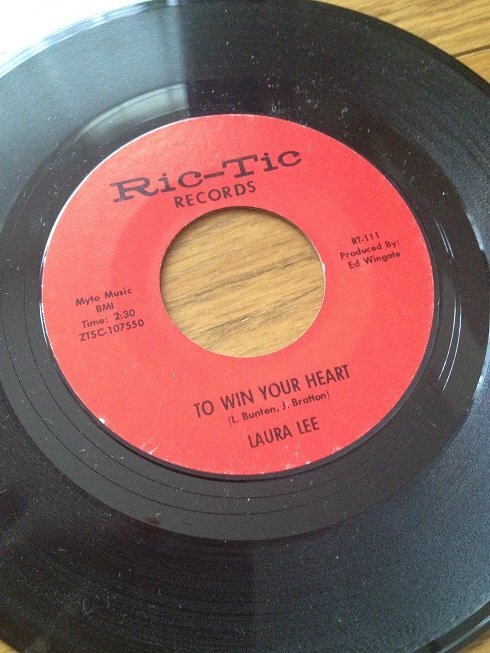 Ric-Tic
RECORDS
Myto Music
BMI
Time: 2:30
ZTSC-107550
RT-111
Produced By:
Ed Wingate
TO WIN YOUR HEART
(L. Bunten, J. Bratton)
LAURA LEE